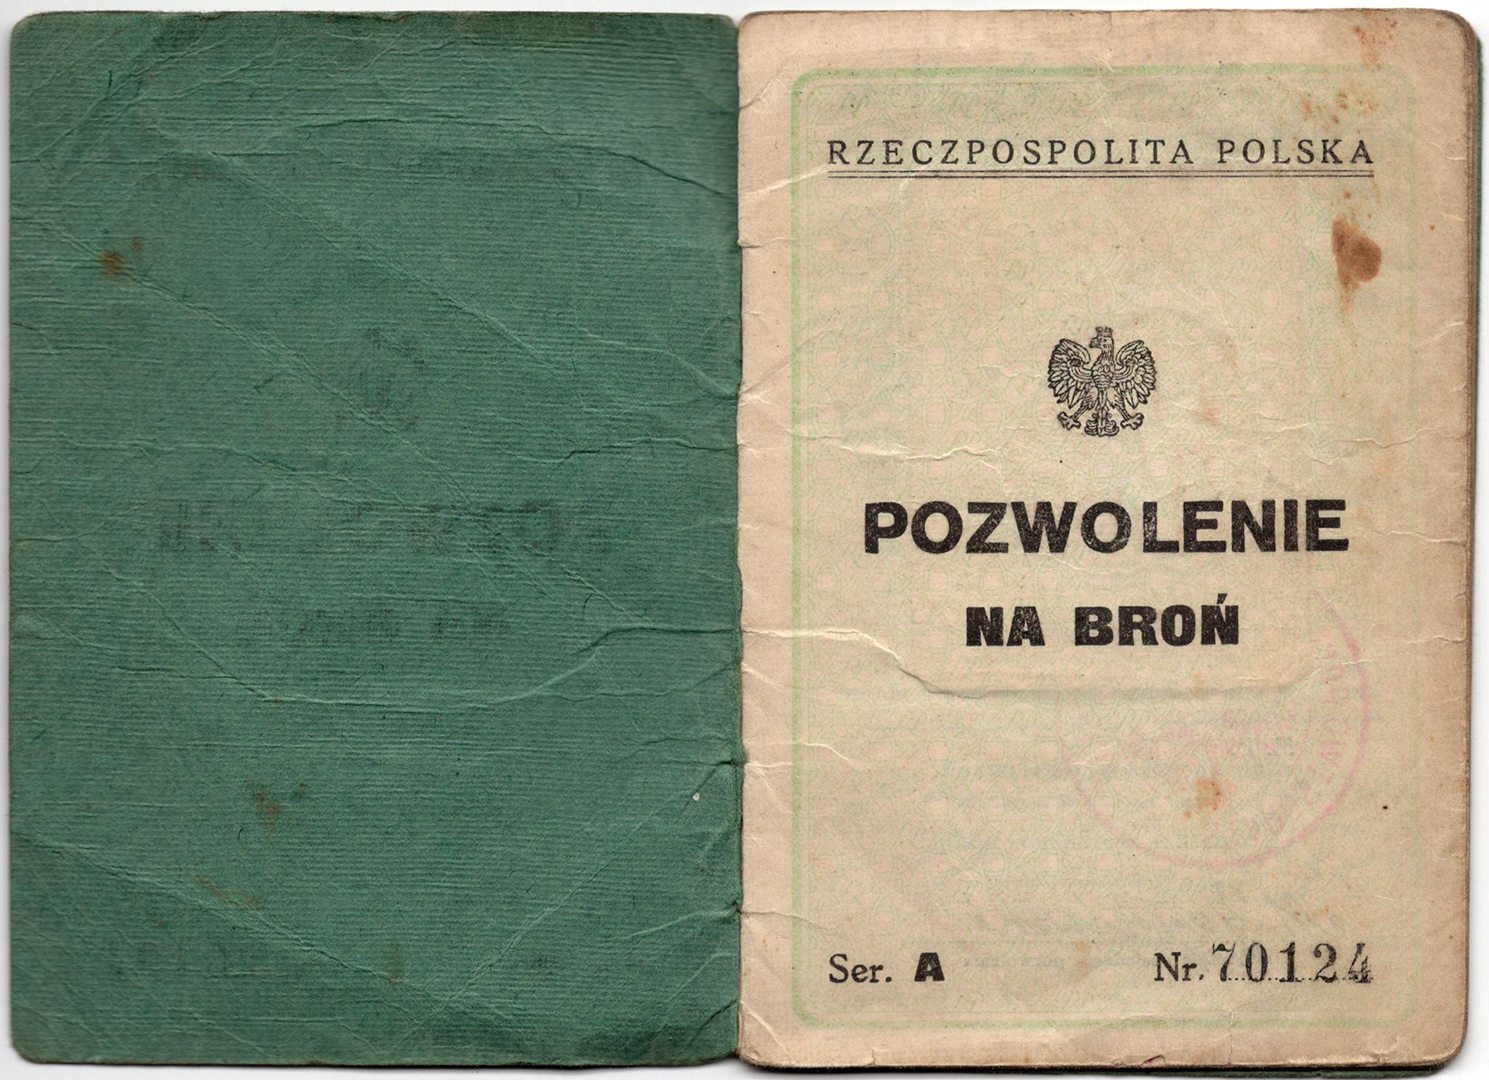 RZECZPOSPOLITA POLSKA
POZWOLENIE
NA BROŃ
Ser. A Nr. 70124